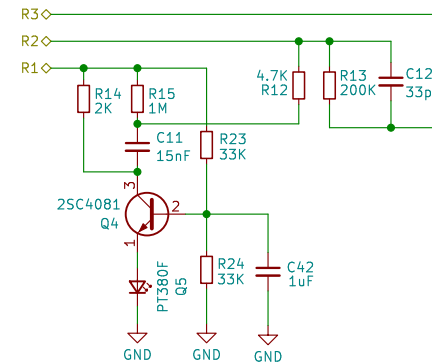 R3
R2
R1
4.7K
R12
R13
200K
C12
33p
R14
2K
R15
1M
C11
15nF
R23
33K
3
2SC4081
Q4
2
1
PT380F
Q5
R24
33K
C42
1uF
GND
GND
GND